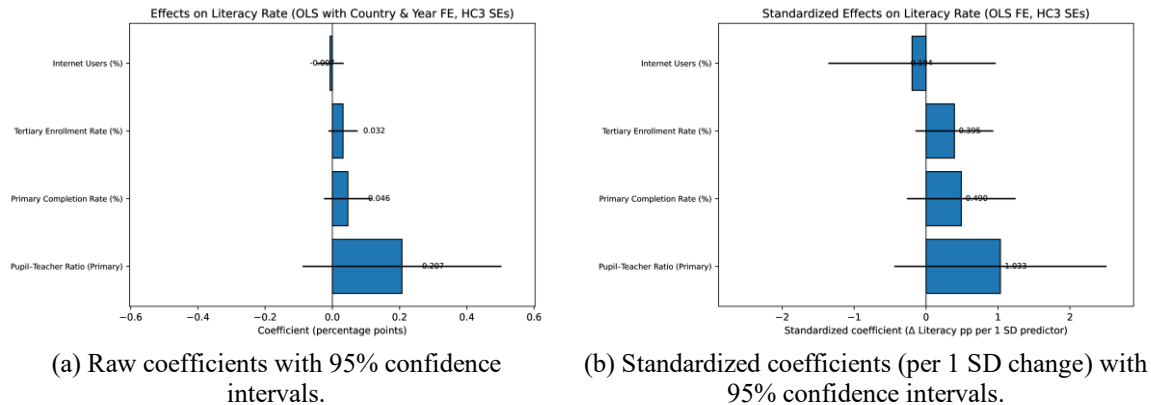 Effects on Literacy Rate (OLS with Country & Year FE, HC3 SEs)
Internet Users (%)
-0.007
Tertiary Enrollment Rate (%)
0.032
Primary Completion Rate (%)
0.046
Pupil–Teacher Ratio (Primary)
0.207
−0.6 −0.4 −0.2 0.0 0.2 0.4 0.6
Coefficient (percentage points)
(a) Raw coefficients with 95% confidence
intervals.
Standardized Effects on Literacy Rate (OLS FE, HC3 SEs)
Internet Users (%)
0.194
Tertiary Enrollment Rate (%)
0.395
Primary Completion Rate (%)
0.490
Pupil–Teacher Ratio (Primary)
1.033
−2 −1 0 1 2
Standardized coefficient (Δ Literacy pp per 1 SD predictor)
(b) Standardized coefficients (per 1 SD change) with
95% confidence intervals.